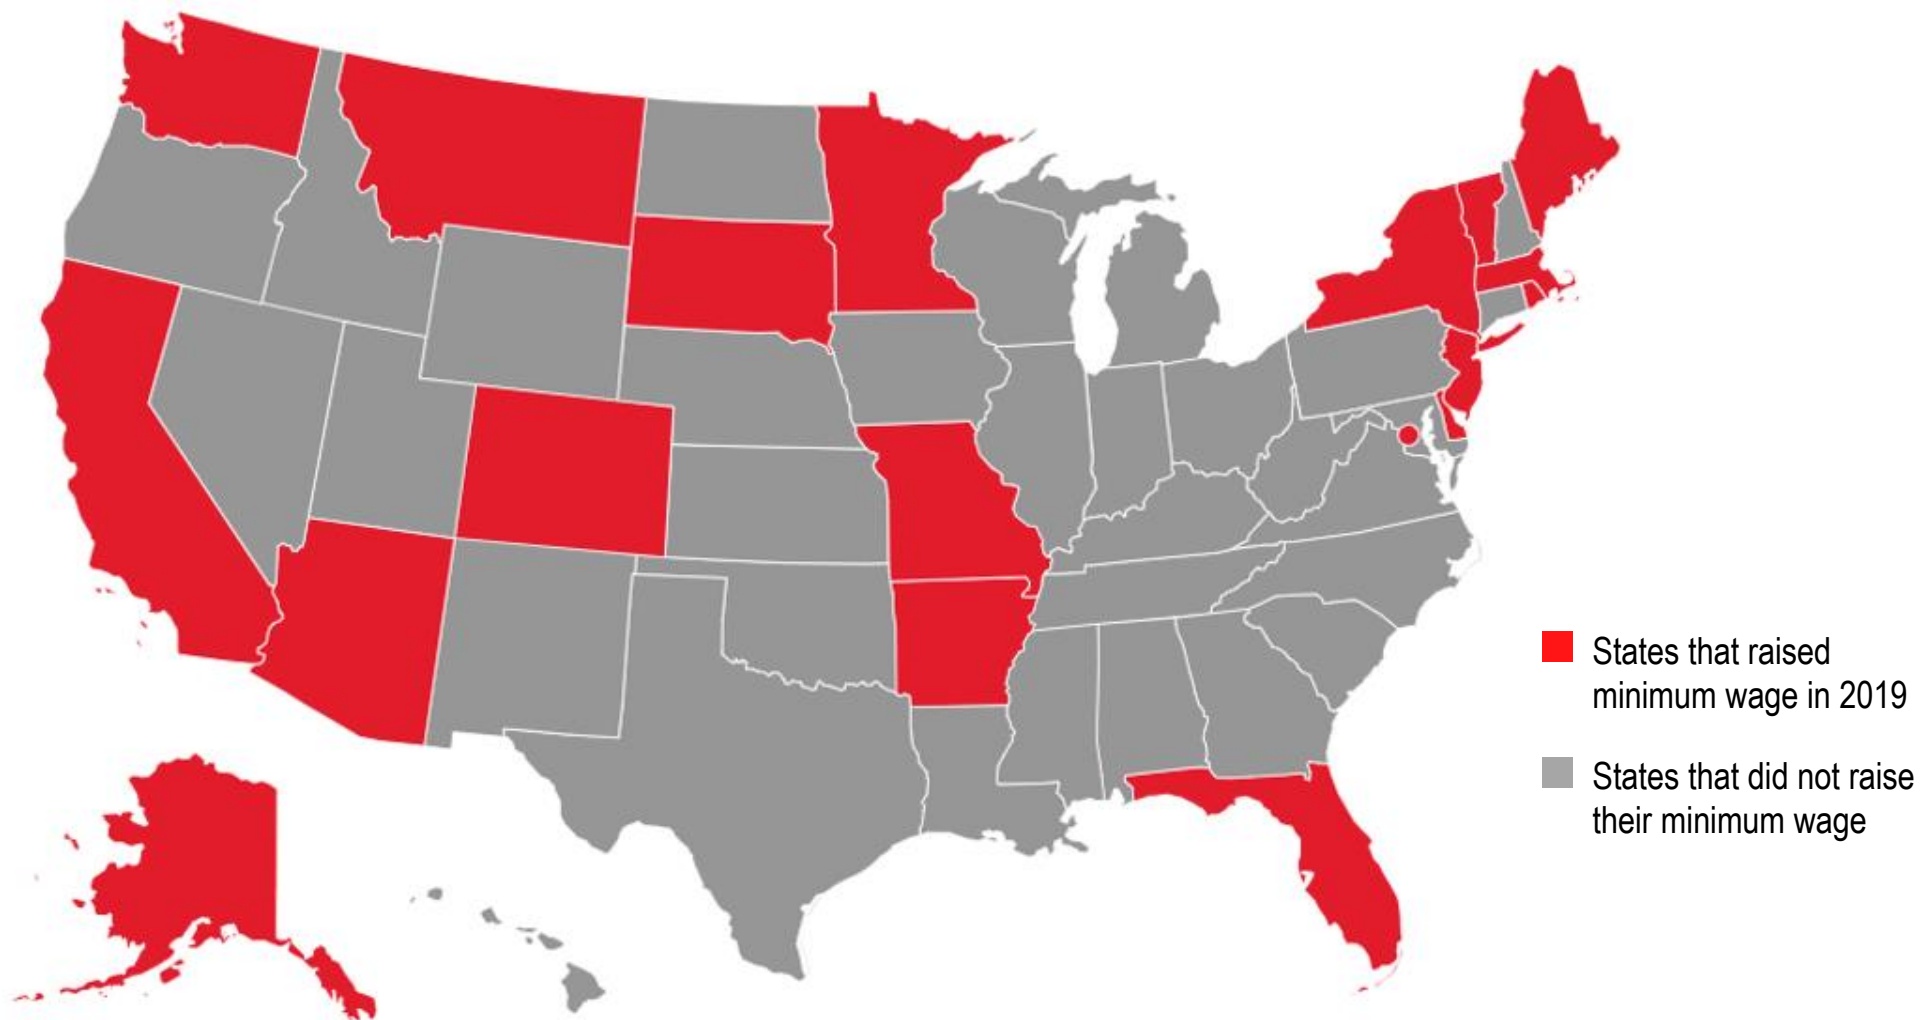 States that raised
minimum wage in 2019
States that did not raise
their minimum wage